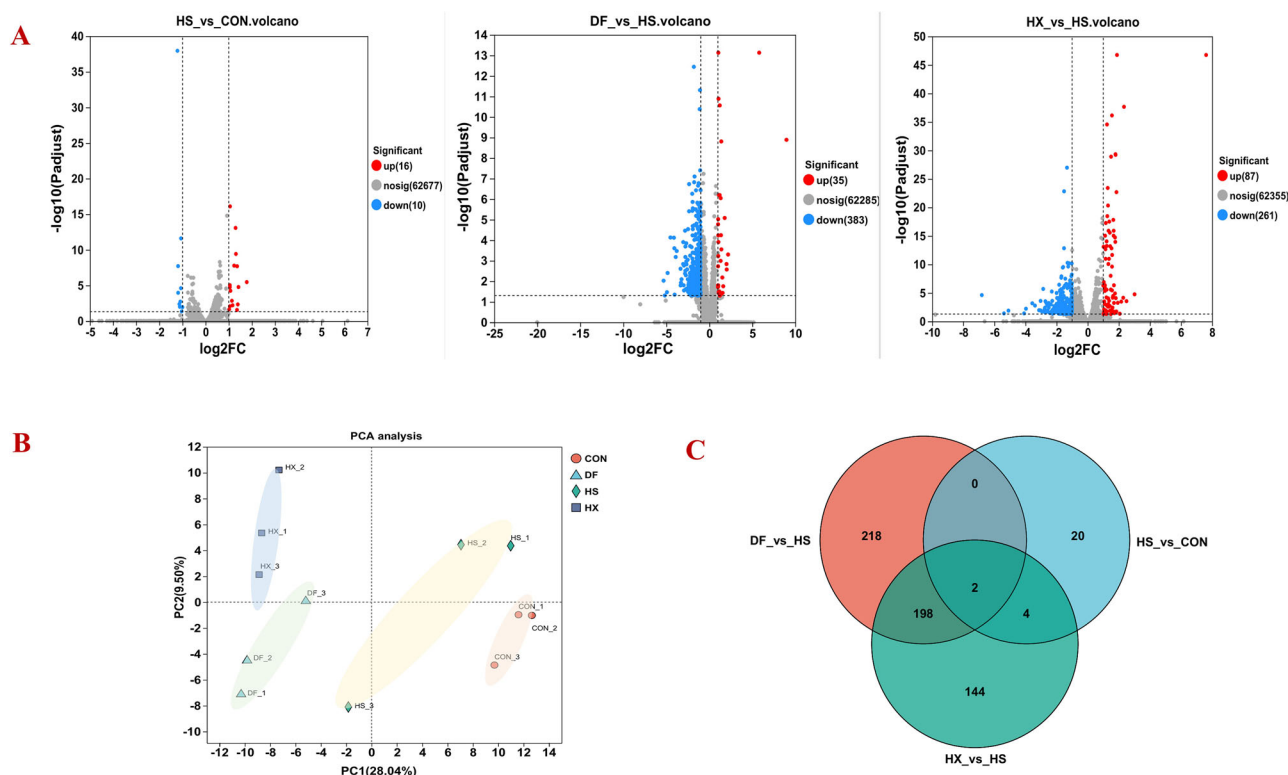 A
HS_vs_CON.volcano
-log10(Padjust)
40
35
30
25
20
15
10
5
0
-5 -4 -3 -2 -1 0 1 2 3 4 5 6 7
log2FC
Significant
up(16)
nosig(62677)
down(10)
DF_vs_HS.volcano
-log10(Padjust)
14
13
12
11
10
9
8
7
6
5
4
3
2
1
0
-25 -20 -15 -10 -5 0 5 10
log2FC
Significant
up(35)
nosig(62285)
down(383)
HX_vs_HS.volcano
-log10(Padjust)
50
45
40
35
30
25
20
15
10
5
0
-10 -8 -6 -4 -2 0 2 4 6 8
log2FC
Significant
up(87)
nosig(62355)
down(261)
B
PCA analysis
PC2(9.50%)
12
10
8
6
4
2
0
-2
-4
-6
-8
-10
-12 -10 -8 -6 -4 -2 0 2 4 6 8 10 12 14
PC1(28.04%)
HX_2
HX_1
HX_3
DF_3
DF_2
DF_1
HS_2
HS_1
HS_3
CON_1
CON_2
CON_3
CON
DF
HS
HX
C
DF_vs_HS
HS_vs_CON
HX_vs_HS
0
218
20
2
198
4
144